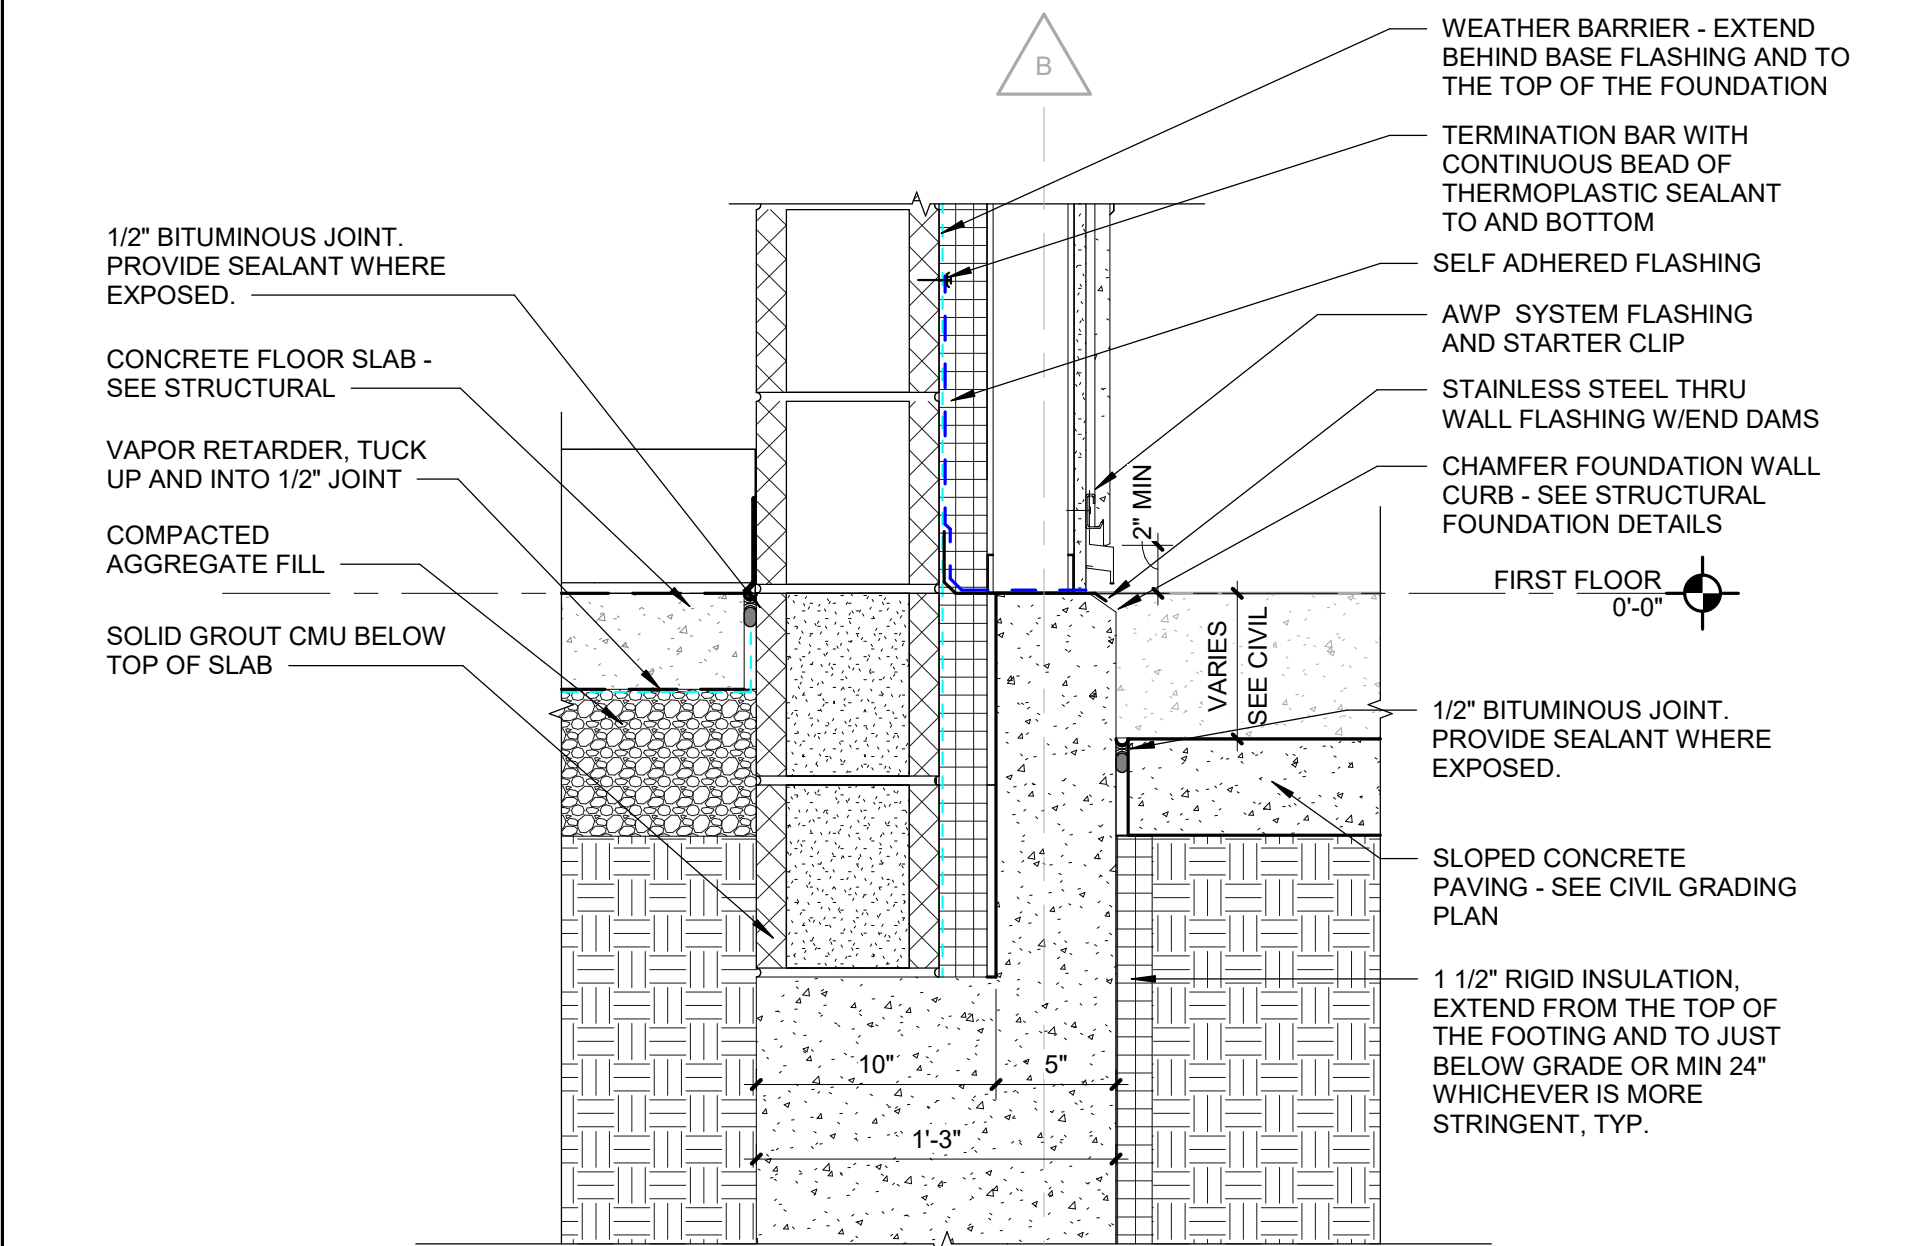 B
WEATHER BARRIER - EXTEND
BEHIND BASE FLASHING AND TO
THE TOP OF THE FOUNDATION
TERMINATION BAR WITH
CONTINUOUS BEAD OF
THERMOPLASTIC SEALANT
TO AND BOTTOM
SELF ADHERED FLASHING
AWP  SYSTEM FLASHING
AND STARTER CLIP
STAINLESS STEEL THRU
WALL FLASHING W/END DAMS
CHAMFER FOUNDATION WALL
CURB - SEE STRUCTURAL
FOUNDATION DETAILS
FIRST FLOOR
0'-0"
1/2" BITUMINOUS JOINT.
PROVIDE SEALANT WHERE
EXPOSED.
SLOPED CONCRETE
PAVING - SEE CIVIL GRADING
PLAN
1 1/2" RIGID INSULATION,
EXTEND FROM THE TOP OF
THE FOOTING AND TO JUST
BELOW GRADE OR MIN 24"
WHICHEVER IS MORE
STRINGENT, TYP.
1/2" BITUMINOUS JOINT.
PROVIDE SEALANT WHERE
EXPOSED.
CONCRETE FLOOR SLAB -
SEE STRUCTURAL
VAPOR RETARDER, TUCK
UP AND INTO 1/2" JOINT
COMPACTED
AGGREGATE FILL
SOLID GROUT CMU BELOW
TOP OF SLAB
2" MIN
VARIES
SEE CIVIL
10"
5"
1'-3"